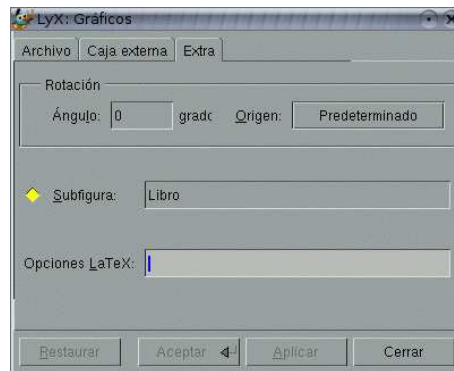 LyX: Gráficos
Archivo Caja externa Extra
Rotación
Ángulo: 0 grado Origen: Predeterminado
Subfigura: Libro
Opciones LaTeX:
Restaurar Aceptar Aplicar Cerrar